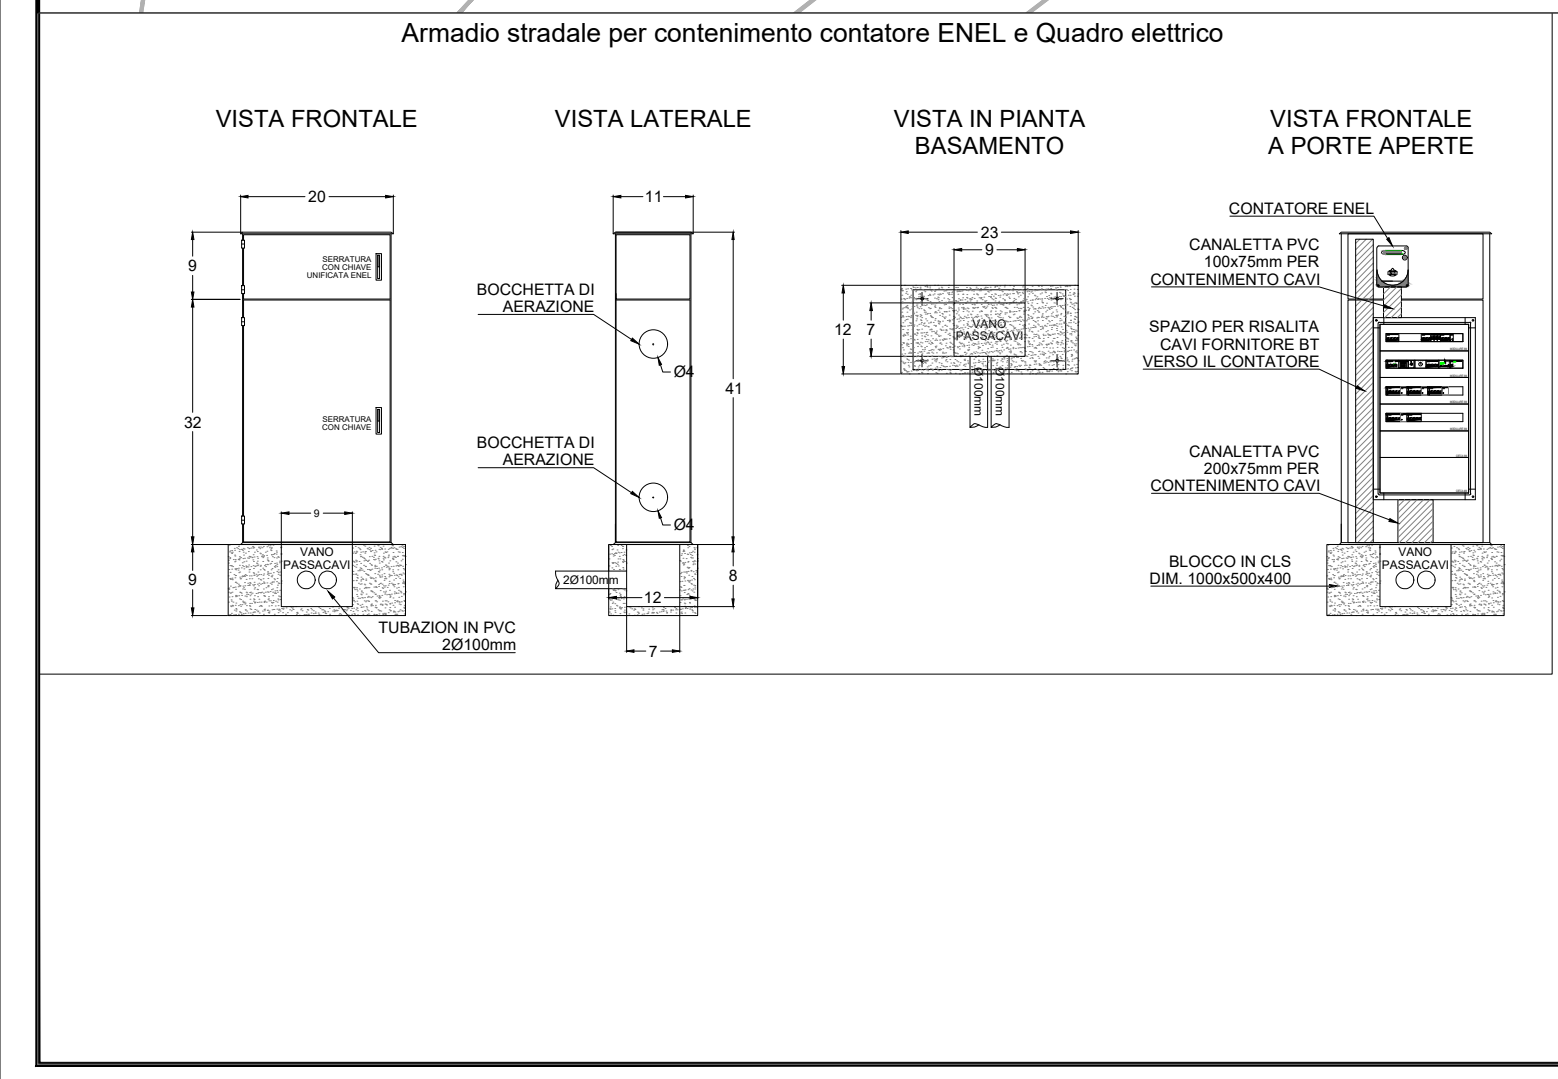 Armadio stradale per contenimento contatore ENEL e Quadro elettrico
VISTA FRONTALE
20
9
32
9
SERRATURA
CON CHIAVE
UNIFICATA ENEL
SERRATURA
CON CHIAVE
9
VANO
PASSACAVI
TUBAZION IN PVC
2Ø100mm
VISTA LATERALE
11
BOCCHETTA DI
AERAZIONE
Ø4
41
BOCCHETTA DI
AERAZIONE
Ø4
2Ø100mm
8
12
7
VISTA IN PIANTA
BASAMENTO
23
9
12
7
VANO
PASSACAVI
Ø100mm
Ø100mm
VISTA FRONTALE
A PORTE APERTE
CONTATORE ENEL
CANALETTA PVC
100x75mm PER
CONTENIMENTO CAVI
SPAZIO PER RISALITA
CAVI FORNITORE BT
VERSO IL CONTATORE
CANALETTA PVC
200x75mm PER
CONTENIMENTO CAVI
BLOCCO IN CLS
DIM. 1000x500x400
VANO
PASSACAVI